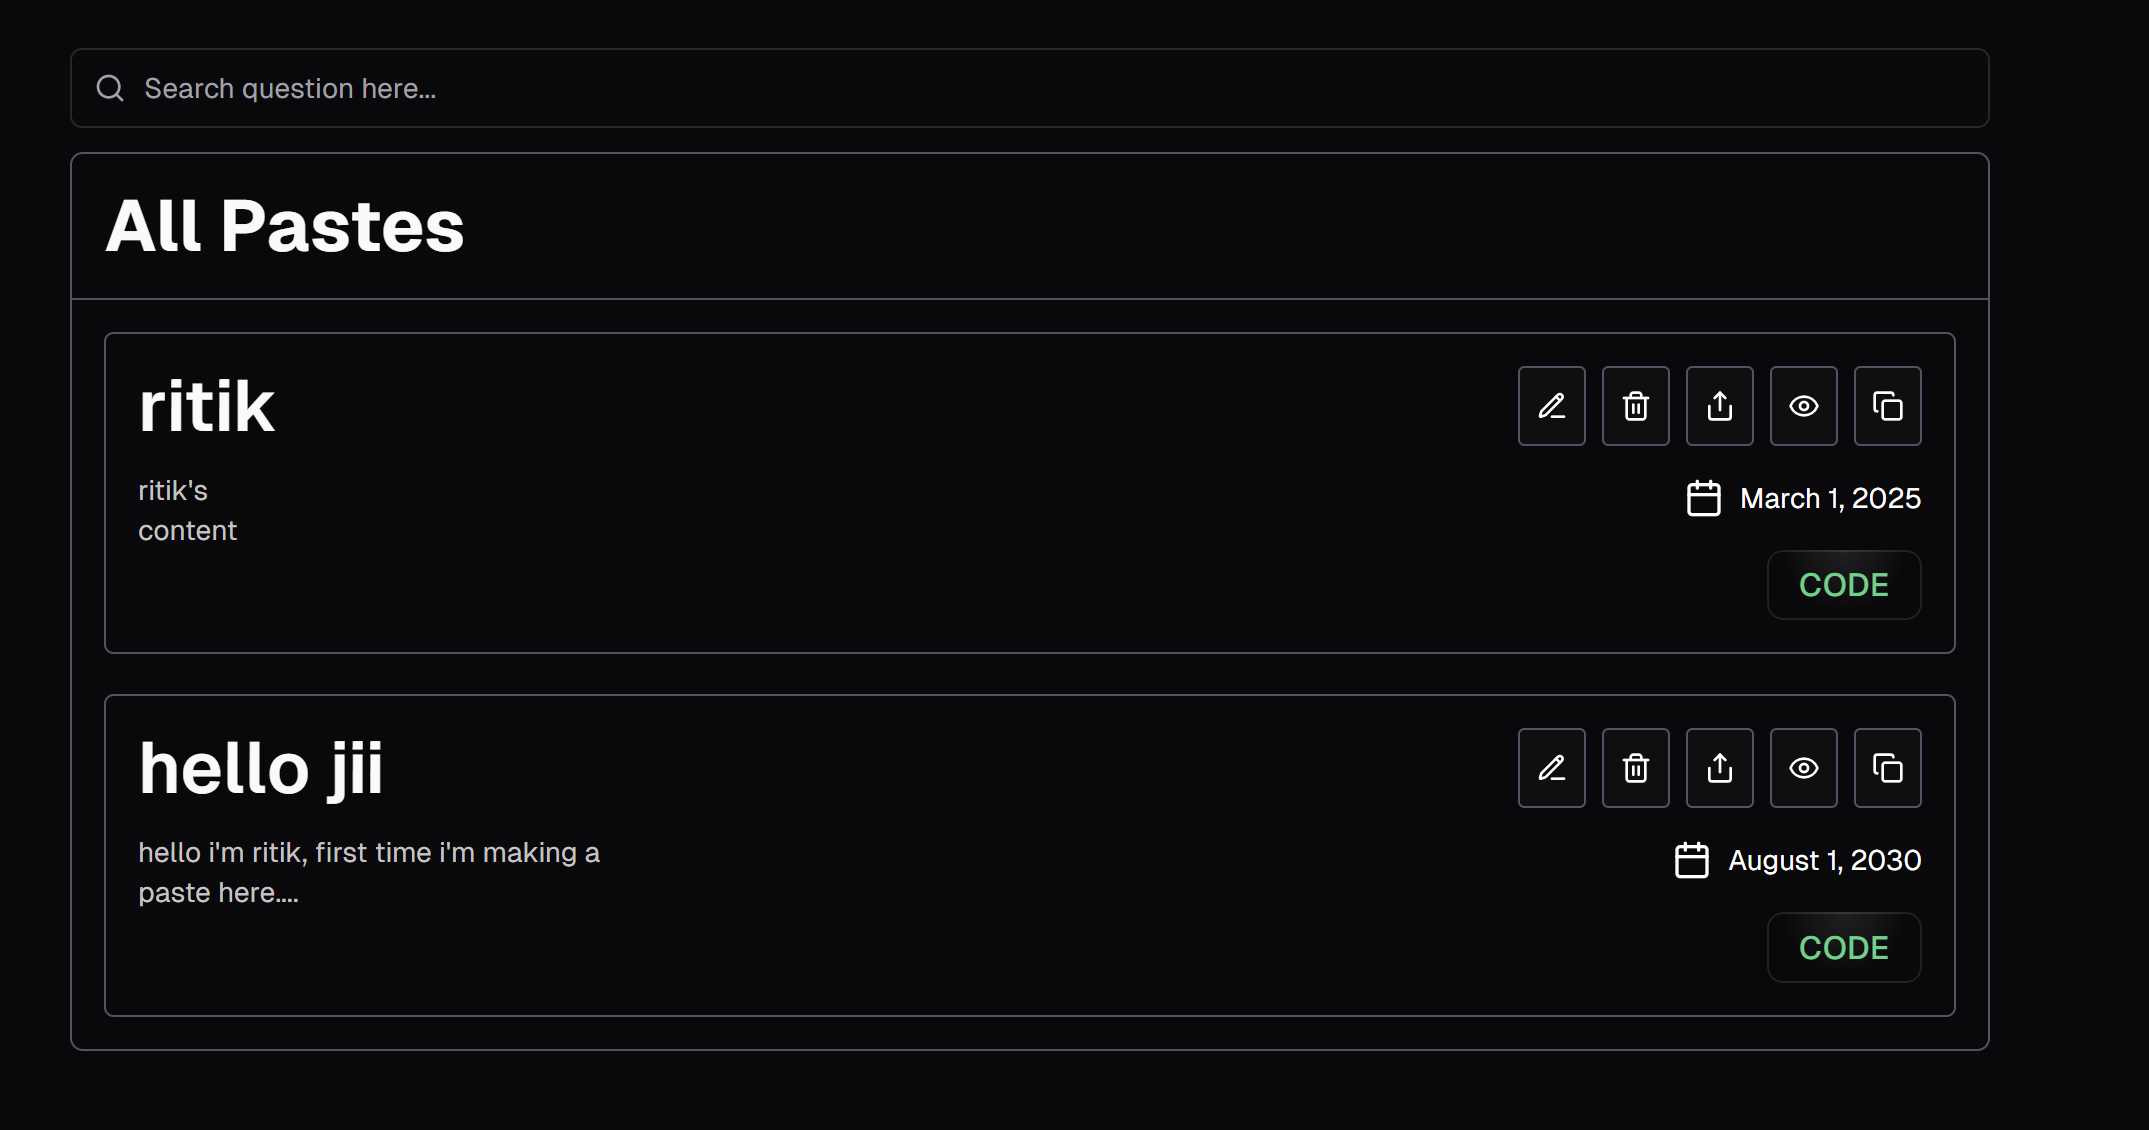 Search question here...
All Pastes
ritik
ritik's
content
March 1, 2025
CODE
hello jii
hello i'm ritik, first time i'm making a
paste here....
August 1, 2030
CODE